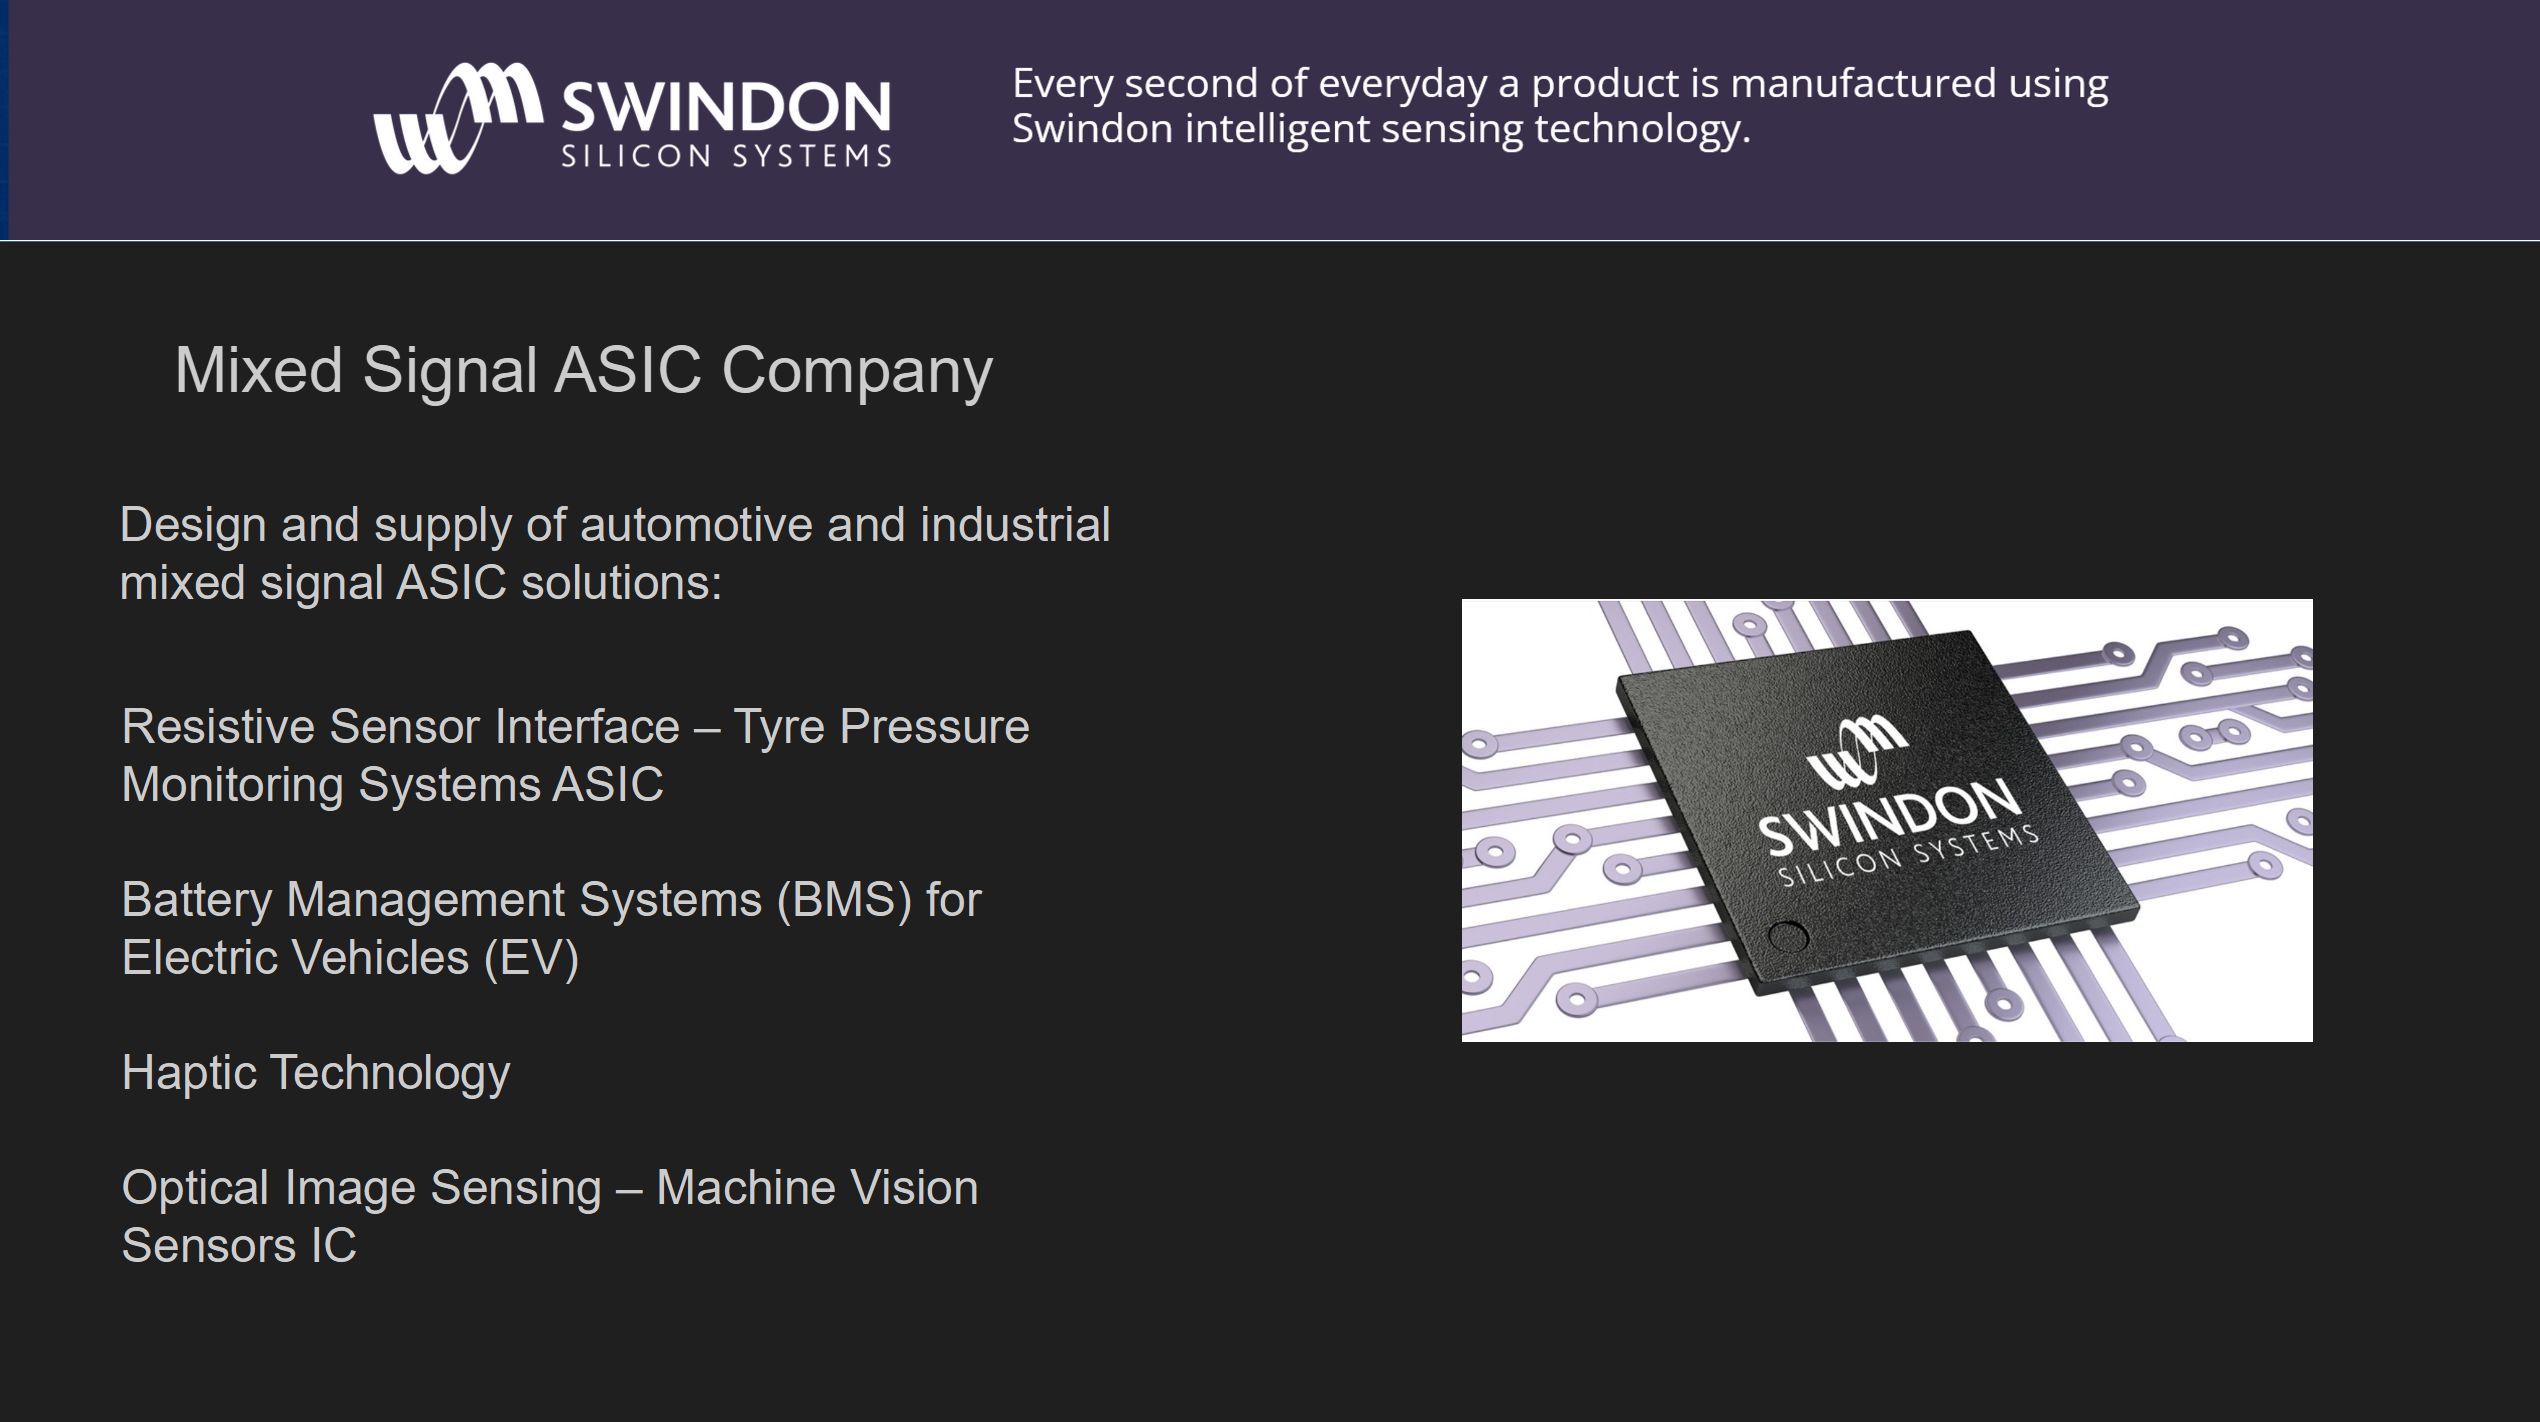 SWINDON
SILICON SYSTEMS
Every second of everyday a product is manufactured using
Swindon intelligent sensing technology.
Mixed Signal ASIC Company
Design and supply of automotive and industrial
mixed signal ASIC solutions:
Resistive Sensor Interface – Tyre Pressure
Monitoring Systems ASIC
Battery Management Systems (BMS) for
Electric Vehicles (EV)
Haptic Technology
Optical Image Sensing – Machine Vision
Sensors IC
SWINDON
SILICON SYSTEMS